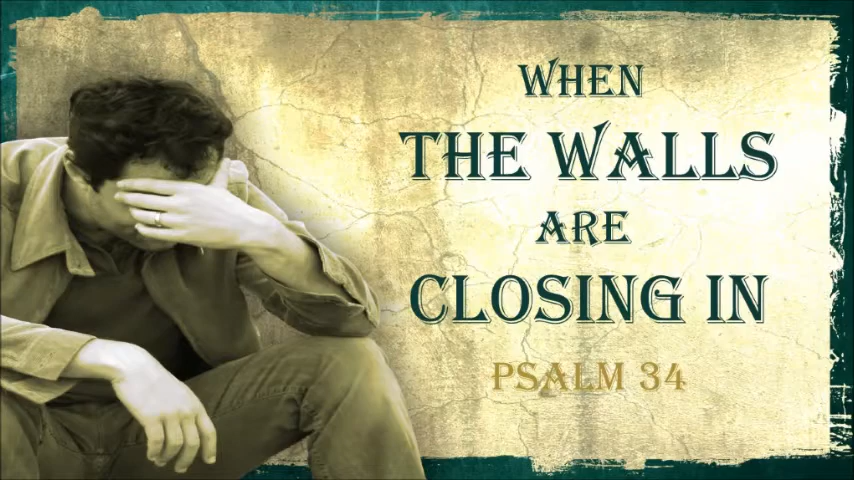 WHEN
THE WALLS
ARE
CLOSING IN
PSALM 34